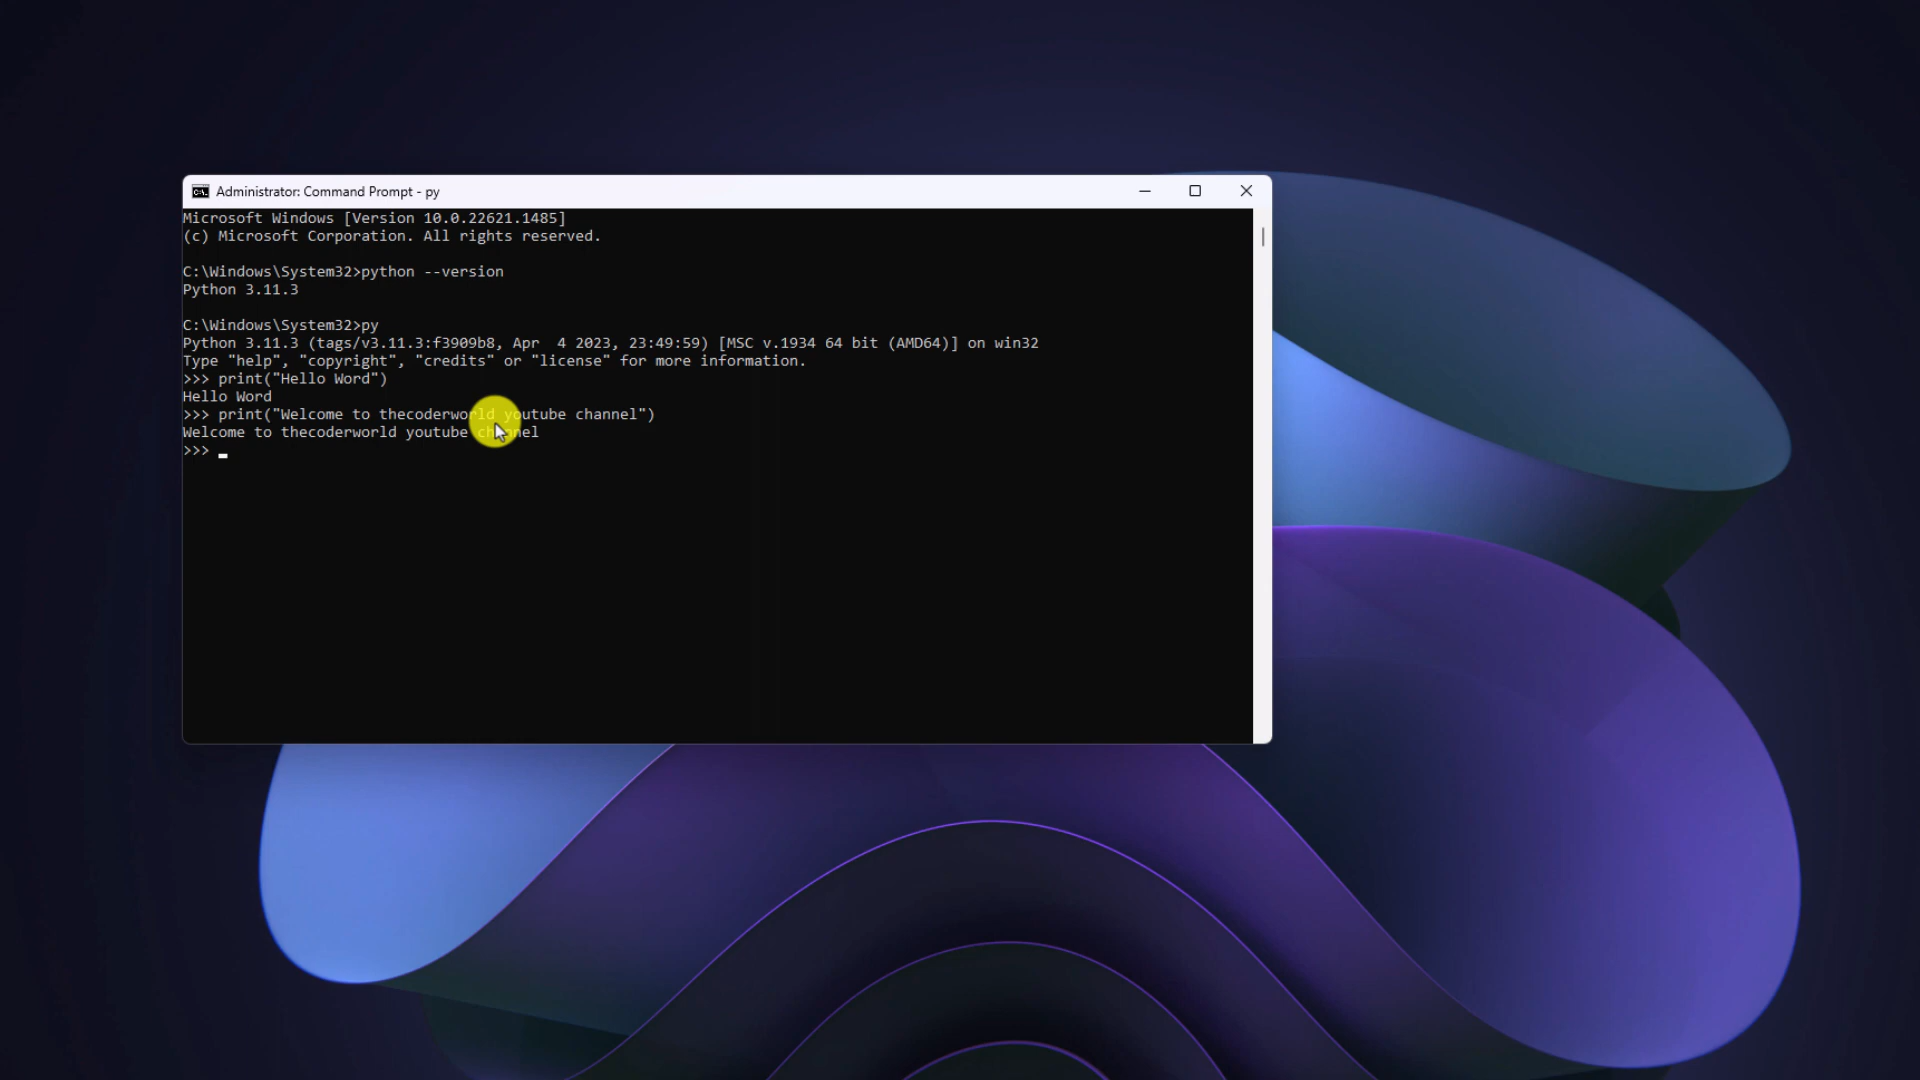 Administrator: Command Prompt - py
Microsoft Windows [Version 10.0.22621.1485]
(c) Microsoft Corporation. All rights reserved.
C:\Windows\System32>python --version
Python 3.11.3
C:\Windows\System32>py
Python 3.11.3 (tags/v3.11.3:f3909b8, Apr  4 2023, 23:49:59) [MSC v.1934 64 bit (AMD64)] on win32
Type "help", "copyright", "credits" or "license" for more information.
>>> print("Hello Word")
Hello Word
>>> print("Welcome to thecoderworld youtube channel")
Welcome to thecoderworld youtube channel
>>>